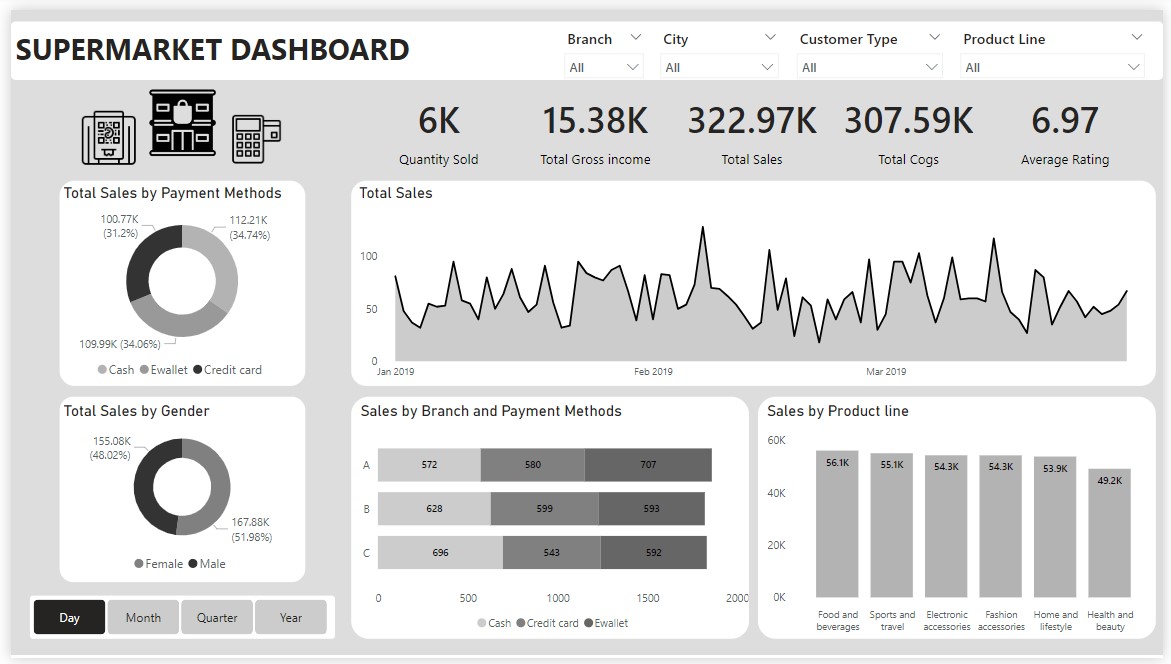 SUPERMARKET DASHBOARD
Branch
City
Customer Type
Product Line
All
All
All
All
6K
15.38K
322.97K
307.59K
6.97
Quantity Sold
Total Gross income
Total Sales
Total Cogs
Average Rating
Total Sales by Payment Methods
100.77K
(31.2%)
112.21K
(34.74%)
109.99K (34.06%)
Cash
Ewallet
Credit card
Total Sales
100
50
0
Jan 2019
Feb 2019
Mar 2019
Total Sales by Gender
155.08K
(48.02%)
167.88K
(51.98%)
Female
Male
Day
Month
Quarter
Year
Sales by Branch and Payment Methods
A
572
580
707
B
628
599
593
C
696
543
592
0
500
1000
1500
2000
Cash
Credit card
Ewallet
Sales by Product line
60K
40K
20K
0K
56.1K
55.1K
54.3K
54.3K
53.9K
49.2K
Food and
beverages
Sports and
travel
Electronic
accessories
Fashion
accessories
Home and
lifestyle
Health and
beauty